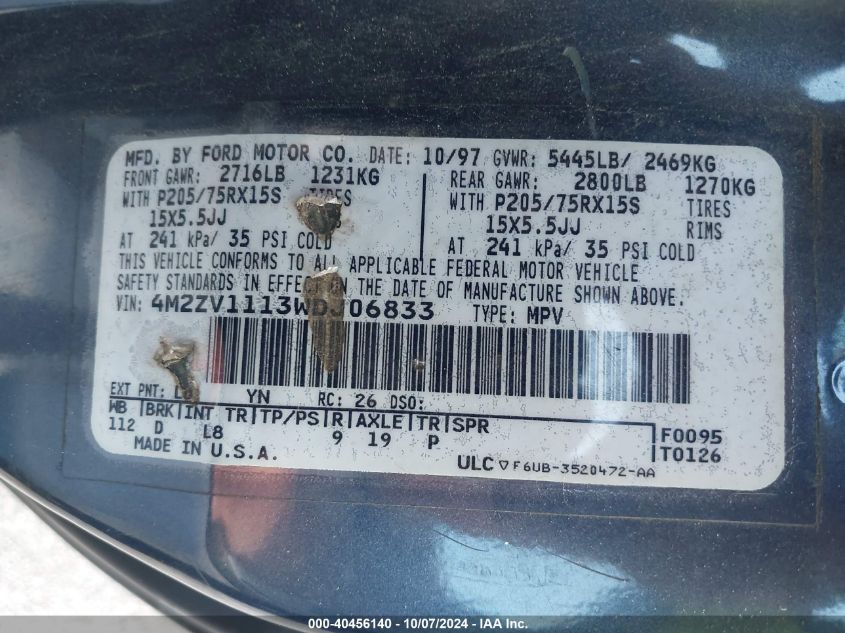 MFD. BY FORD MOTOR CO. DATE: 10/97 GVWR: 5445LB/ 2469KG
FRONT GAWR: 2716LB 1231KG REAR GAWR: 2800LB 1270KG
WITH P205/75RX15S TIRES WITH P205/75RX15S TIRES
15X5.5JJ 15X5.5JJ RIMS
AT 241 kPa/ 35 PSI COLD AT 241 kPa/ 35 PSI COLD
THIS VEHICLE CONFORMS TO ALL APPLICABLE FEDERAL MOTOR VEHICLE
SAFETY STANDARDS IN EFFECT ON THE DATE OF MANUFACTURE SHOWN
VIN: 4M2ZV1113WDJ06833 TYPE: MPV
EXT PNT: YN RC: 26 DSO:
WB BRK INT TR TP/PS R AXLE TR SPR F0095
112 D L8 9 19 P T0126
MADE IN U.S.A. ULC ▽ F6UB-3520472-AA
000-40456140 - 10/07/2024 - IAA Inc.